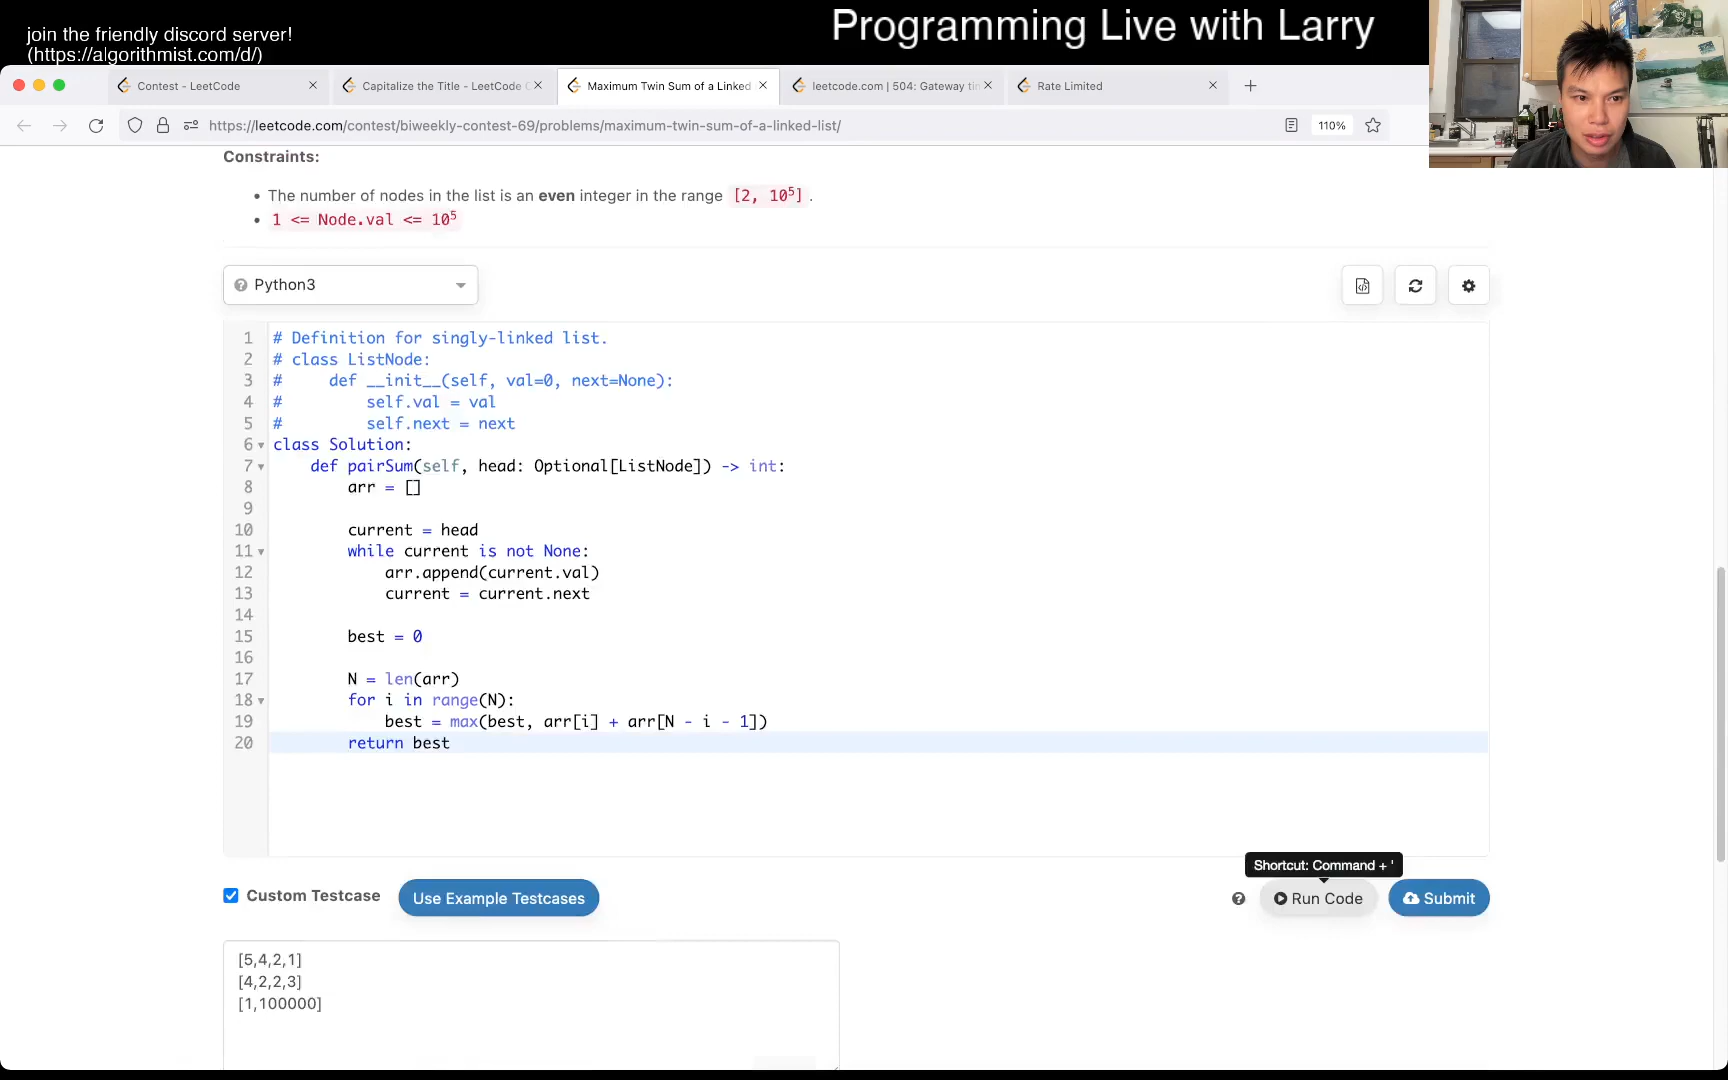 join the friendly discord server!
(https://algorithmist.com/d/)
Programming Live with Larry
Contest - LeetCode
Capitalize the Title - LeetCode C
Maximum Twin Sum of a Linked
leetcode.com | 504: Gateway tin
Rate Limited
https://leetcode.com/contest/biweekly-contest-69/problems/maximum-twin-sum-of-a-linked-list/
110%
Constraints:
The number of nodes in the list is an even integer in the range [2, 10⁵] .
1 <= Node.val <= 10⁵
Python3
1 # Definition for singly-linked list.
2 # class ListNode:
3 #     def __init__(self, val=0, next=None):
4 #         self.val = val
5 #         self.next = next
6 class Solution:
7     def pairSum(self, head: Optional[ListNode]) -> int:
8         arr = []
9
10         current = head
11         while current is not None:
12             arr.append(current.val)
13             current = current.next
14
15         best = 0
16
17         N = len(arr)
18         for i in range(N):
19             best = max(best, arr[i] + arr[N - i - 1])
20         return best
Shortcut: Command + '
Custom Testcase
Use Example Testcases
Run Code
Submit
[5,4,2,1]
[4,2,2,3]
[1,100000]